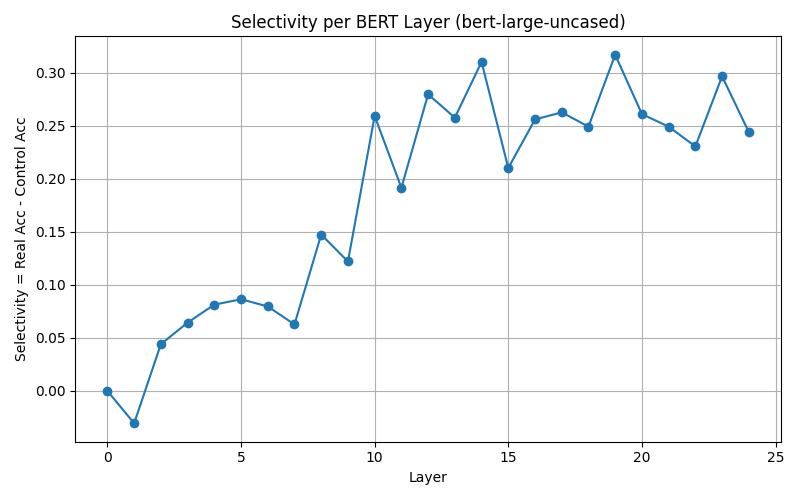 Selectivity per BERT Layer (bert-large-uncased)
Selectivity = Real Acc - Control Acc
0.30
0.25
0.20
0.15
0.10
0.05
0.00
0 5 10 15 20 25
Layer